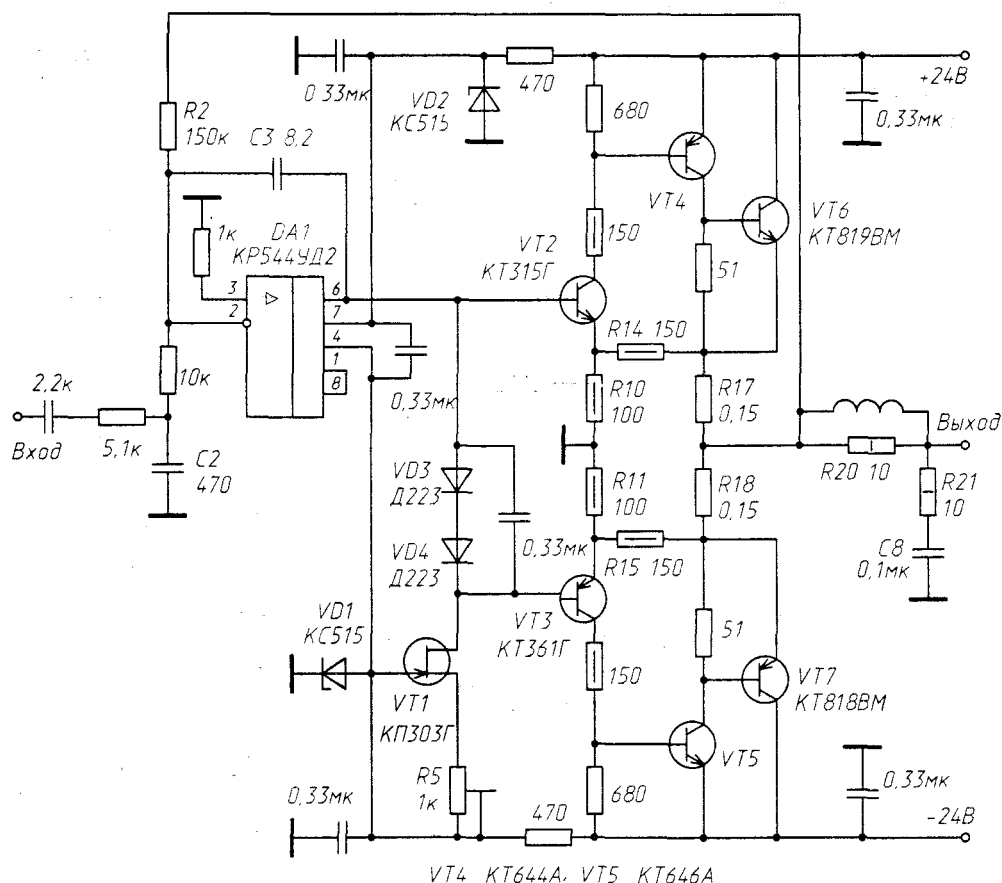 0,33мк
470
+24В
R2
150к
VD2
КС515
680
0,33мк
С3 8,2
VT4
1к
DA1
КР544УД2
VT2
КТ315Г
150
VT6
КТ819ВМ
51
3
6
2
7
4
1
8
R14 150
10к
0,33мк
R10
100
R17
0,15
2,2к
Вход
5,1к
С2
470
Выход
R20 10
R21
10
VD3
Д223
R11
100
R18
0,15
0,33мк
VD4
Д223
R15 150
С8
0,1мк
VD1
КС515
VT3
КТ361Г
51
VT1
КП303Г
150
VT7
КТ818ВМ
R5
1к
VT5
0,33мк
470
680
0,33мк
-24В
VT4 КТ644А, VT5 КТ646А